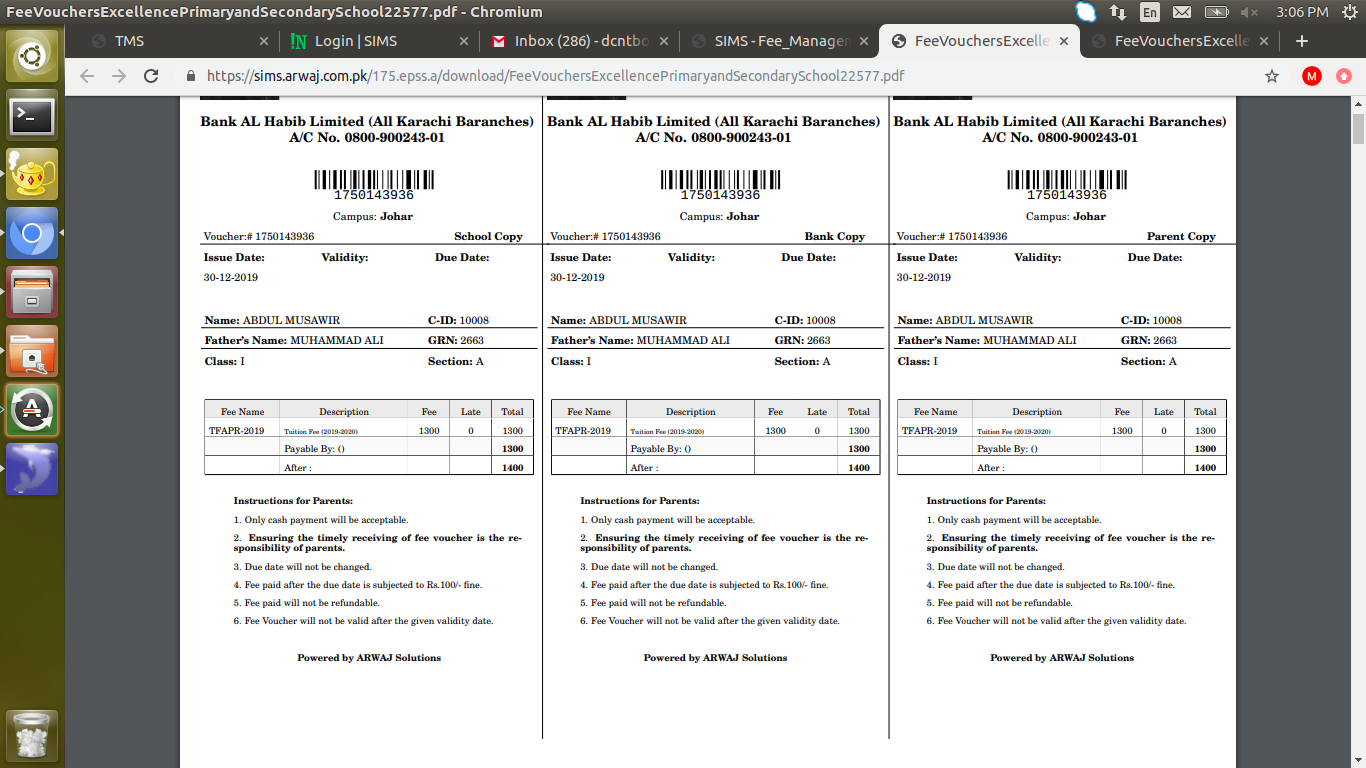 FeeVouchersExcellencePrimaryandSecondarySchool22577.pdf - Chromium
En
3:06 PM
TMS
Login | SIMS
Inbox (286) - dcntbo
SIMS - Fee_Manager
FeeVouchersExcelle
FeeVouchersExcelle
https://sims.arwaj.com.pk/175.epss.a/download/FeeVouchersExcellencePrimaryandSecondarySchool22577.pdf
M
Bank AL Habib Limited (All Karachi Baranches)
A/C No. 0800-900243-01
1750143936
Campus: Johar
Voucher:# 1750143936 School Copy
Issue Date: Validity: Due Date:
30-12-2019
Name: ABDUL MUSAWIR C-ID: 10008
Father's Name: MUHAMMAD ALI GRN: 2663
Class: I Section: A
Fee Name Description Fee Late Total
TFAPR-2019 Tuition Fee (2019-2020) 1300 0 1300
Payable By: () 1300
After : 1400
Instructions for Parents:
1. Only cash payment will be acceptable.
2. Ensuring the timely receiving of fee voucher is the re-
sponsibility of parents.
3. Due date will not be changed.
4. Fee paid after the due date is subjected to Rs.100/- fine.
5. Fee paid will not be refundable.
6. Fee Voucher will not be valid after the given validity date.
Powered by ARWAJ Solutions
Bank AL Habib Limited (All Karachi Baranches)
A/C No. 0800-900243-01
1750143936
Campus: Johar
Voucher:# 1750143936 Bank Copy
Issue Date: Validity: Due Date:
30-12-2019
Name: ABDUL MUSAWIR C-ID: 10008
Father's Name: MUHAMMAD ALI GRN: 2663
Class: I Section: A
Fee Name Description Fee Late Total
TFAPR-2019 Tuition Fee (2019-2020) 1300 0 1300
Payable By: () 1300
After : 1400
Instructions for Parents:
1. Only cash payment will be acceptable.
2. Ensuring the timely receiving of fee voucher is the re-
sponsibility of parents.
3. Due date will not be changed.
4. Fee paid after the due date is subjected to Rs.100/- fine.
5. Fee paid will not be refundable.
6. Fee Voucher will not be valid after the given validity date.
Powered by ARWAJ Solutions
Bank AL Habib Limited (All Karachi Baranches)
A/C No. 0800-900243-01
1750143936
Campus: Johar
Voucher:# 1750143936 Parent Copy
Issue Date: Validity: Due Date:
30-12-2019
Name: ABDUL MUSAWIR C-ID: 10008
Father's Name: MUHAMMAD ALI GRN: 2663
Class: I Section: A
Fee Name Description Fee Late Total
TFAPR-2019 Tuition Fee (2019-2020) 1300 0 1300
Payable By: () 1300
After : 1400
Instructions for Parents:
1. Only cash payment will be acceptable.
2. Ensuring the timely receiving of fee voucher is the re-
sponsibility of parents.
3. Due date will not be changed.
4. Fee paid after the due date is subjected to Rs.100/- fine.
5. Fee paid will not be refundable.
6. Fee Voucher will not be valid after the given validity date.
Powered by ARWAJ Solutions